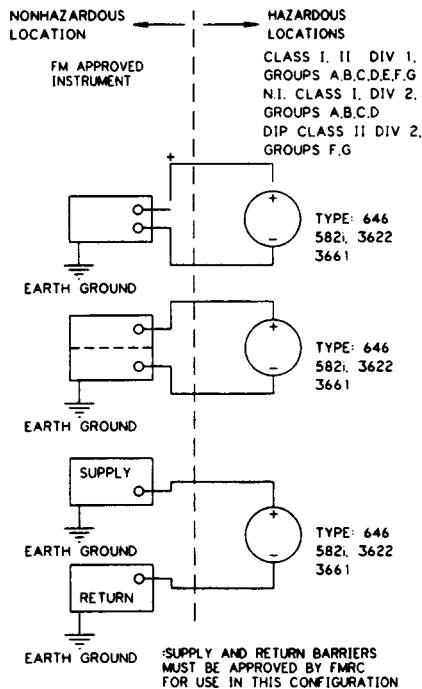 NONHAZARDOUS
LOCATION
HAZARDOUS
LOCATIONS
FM APPROVED
INSTRUMENT
CLASS I, II DIV 1,
GROUPS A,B,C,D,E,F,G
N.I. CLASS I, DIV 2,
GROUPS A,B,C,D
DIP CLASS II DIV 2,
GROUPS F,G
+
+
−
TYPE: 646
582i, 3622
3661
EARTH GROUND
+
−
TYPE: 646
582i, 3622
3661
EARTH GROUND
SUPPLY
+
−
TYPE: 646
582i, 3622
3661
EARTH GROUND
RETURN
EARTH GROUND
:SUPPLY AND RETURN BARRIERS
MUST BE APPROVED BY FMRC
FOR USE IN THIS CONFIGURATION